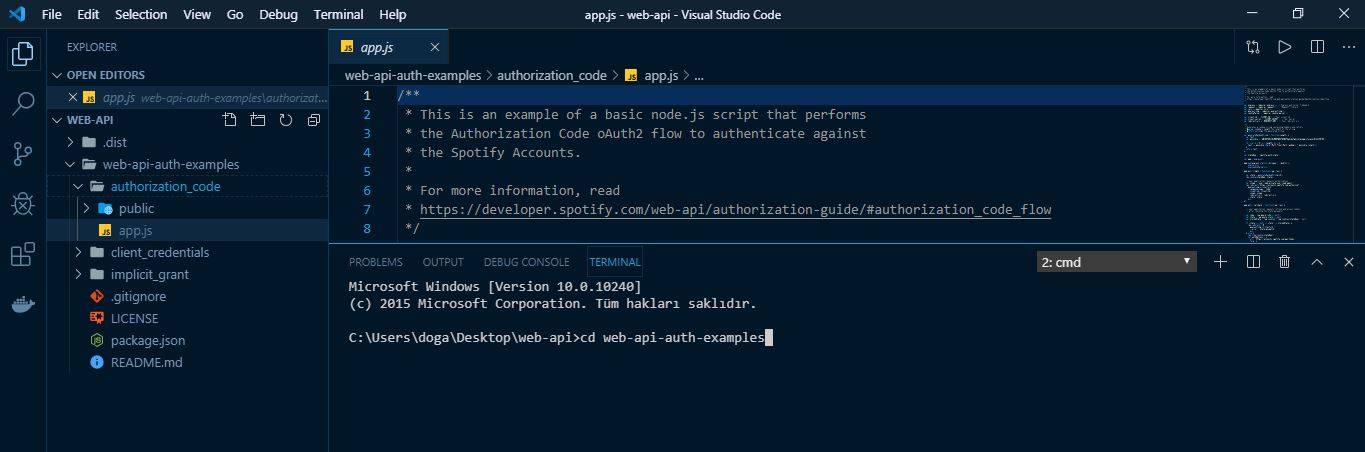 File Edit Selection View Go Debug Terminal Help app.js - web-api - Visual Studio Code
EXPLORER
OPEN EDITORS
app.js web-api-auth-examples\authorizat...
WEB-API
.dist
web-api-auth-examples
authorization_code
public
JS app.js
client_credentials
implicit_grant
.gitignore
LICENSE
package.json
README.md
JS app.js
web-api-auth-examples > authorization_code > JS app.js > ...
1 /**
2 * This is an example of a basic node.js script that performs
3 * the Authorization Code oAuth2 flow to authenticate against
4 * the Spotify Accounts.
5 *
6 * For more information, read
7 * https://developer.spotify.com/web-api/authorization-guide/#authorization_code_flow
8 */
PROBLEMS OUTPUT DEBUG CONSOLE TERMINAL 2: cmd
Microsoft Windows [Version 10.0.10240]
(c) 2015 Microsoft Corporation. Tüm hakları saklıdır.
C:\Users\doga\Desktop\web-api>cd web-api-auth-examples